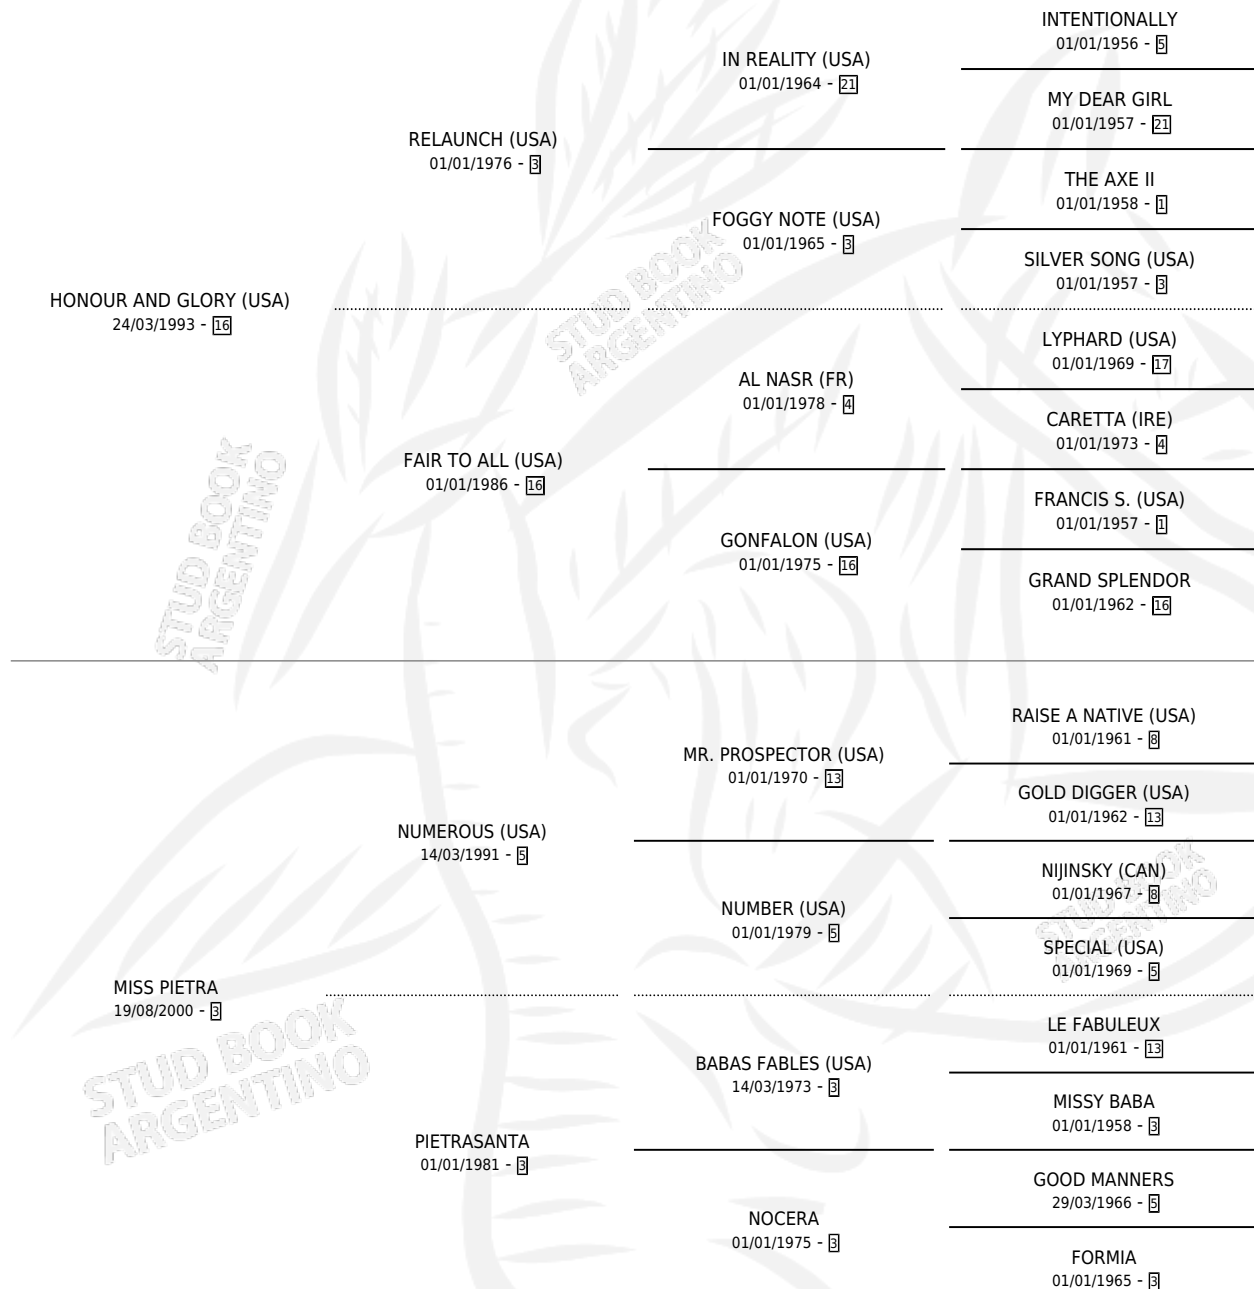 HONOUR AND GLORY (USA)
24/03/1993 - 16
RELAUNCH (USA)
01/01/1976 - 3
FAIR TO ALL (USA)
01/01/1986 - 16
IN REALITY (USA)
01/01/1964 - 21
FOGGY NOTE (USA)
01/01/1965 - 3
AL NASR (FR)
01/01/1978 - 4
GONFALON (USA)
01/01/1975 - 16
INTENTIONALLY
01/01/1956 - 5
MY DEAR GIRL
01/01/1957 - 21
THE AXE II
01/01/1958 - 1
SILVER SONG (USA)
01/01/1957 - 3
LYPHARD (USA)
01/01/1969 - 17
CARETTA (IRE)
01/01/1973 - 4
FRANCIS S. (USA)
01/01/1957 - 1
GRAND SPLENDOR
01/01/1962 - 16
MISS PIETRA
19/08/2000 - 3
NUMEROUS (USA)
14/03/1991 - 5
PIETRASANTA
01/01/1981 - 3
MR. PROSPECTOR (USA)
01/01/1970 - 13
NUMBER (USA)
01/01/1979 - 5
BABAS FABLES (USA)
14/03/1973 - 3
NOCERA
01/01/1975 - 3
RAISE A NATIVE (USA)
01/01/1961 - 8
GOLD DIGGER (USA)
01/01/1962 - 13
NIJINSKY (CAN)
01/01/1967 - 8
SPECIAL (USA)
01/01/1969 - 5
LE FABULEUX
01/01/1961 - 13
MISSY BABA
01/01/1958 - 3
GOOD MANNERS
29/03/1966 - 5
FORMIA
01/01/1965 - 3
STUD BOOK
ARGENTINO
STUD BOOK
ARGENTINO
STUD BOOK
ARGENTINO
STUD BOOK
ARGENTINO